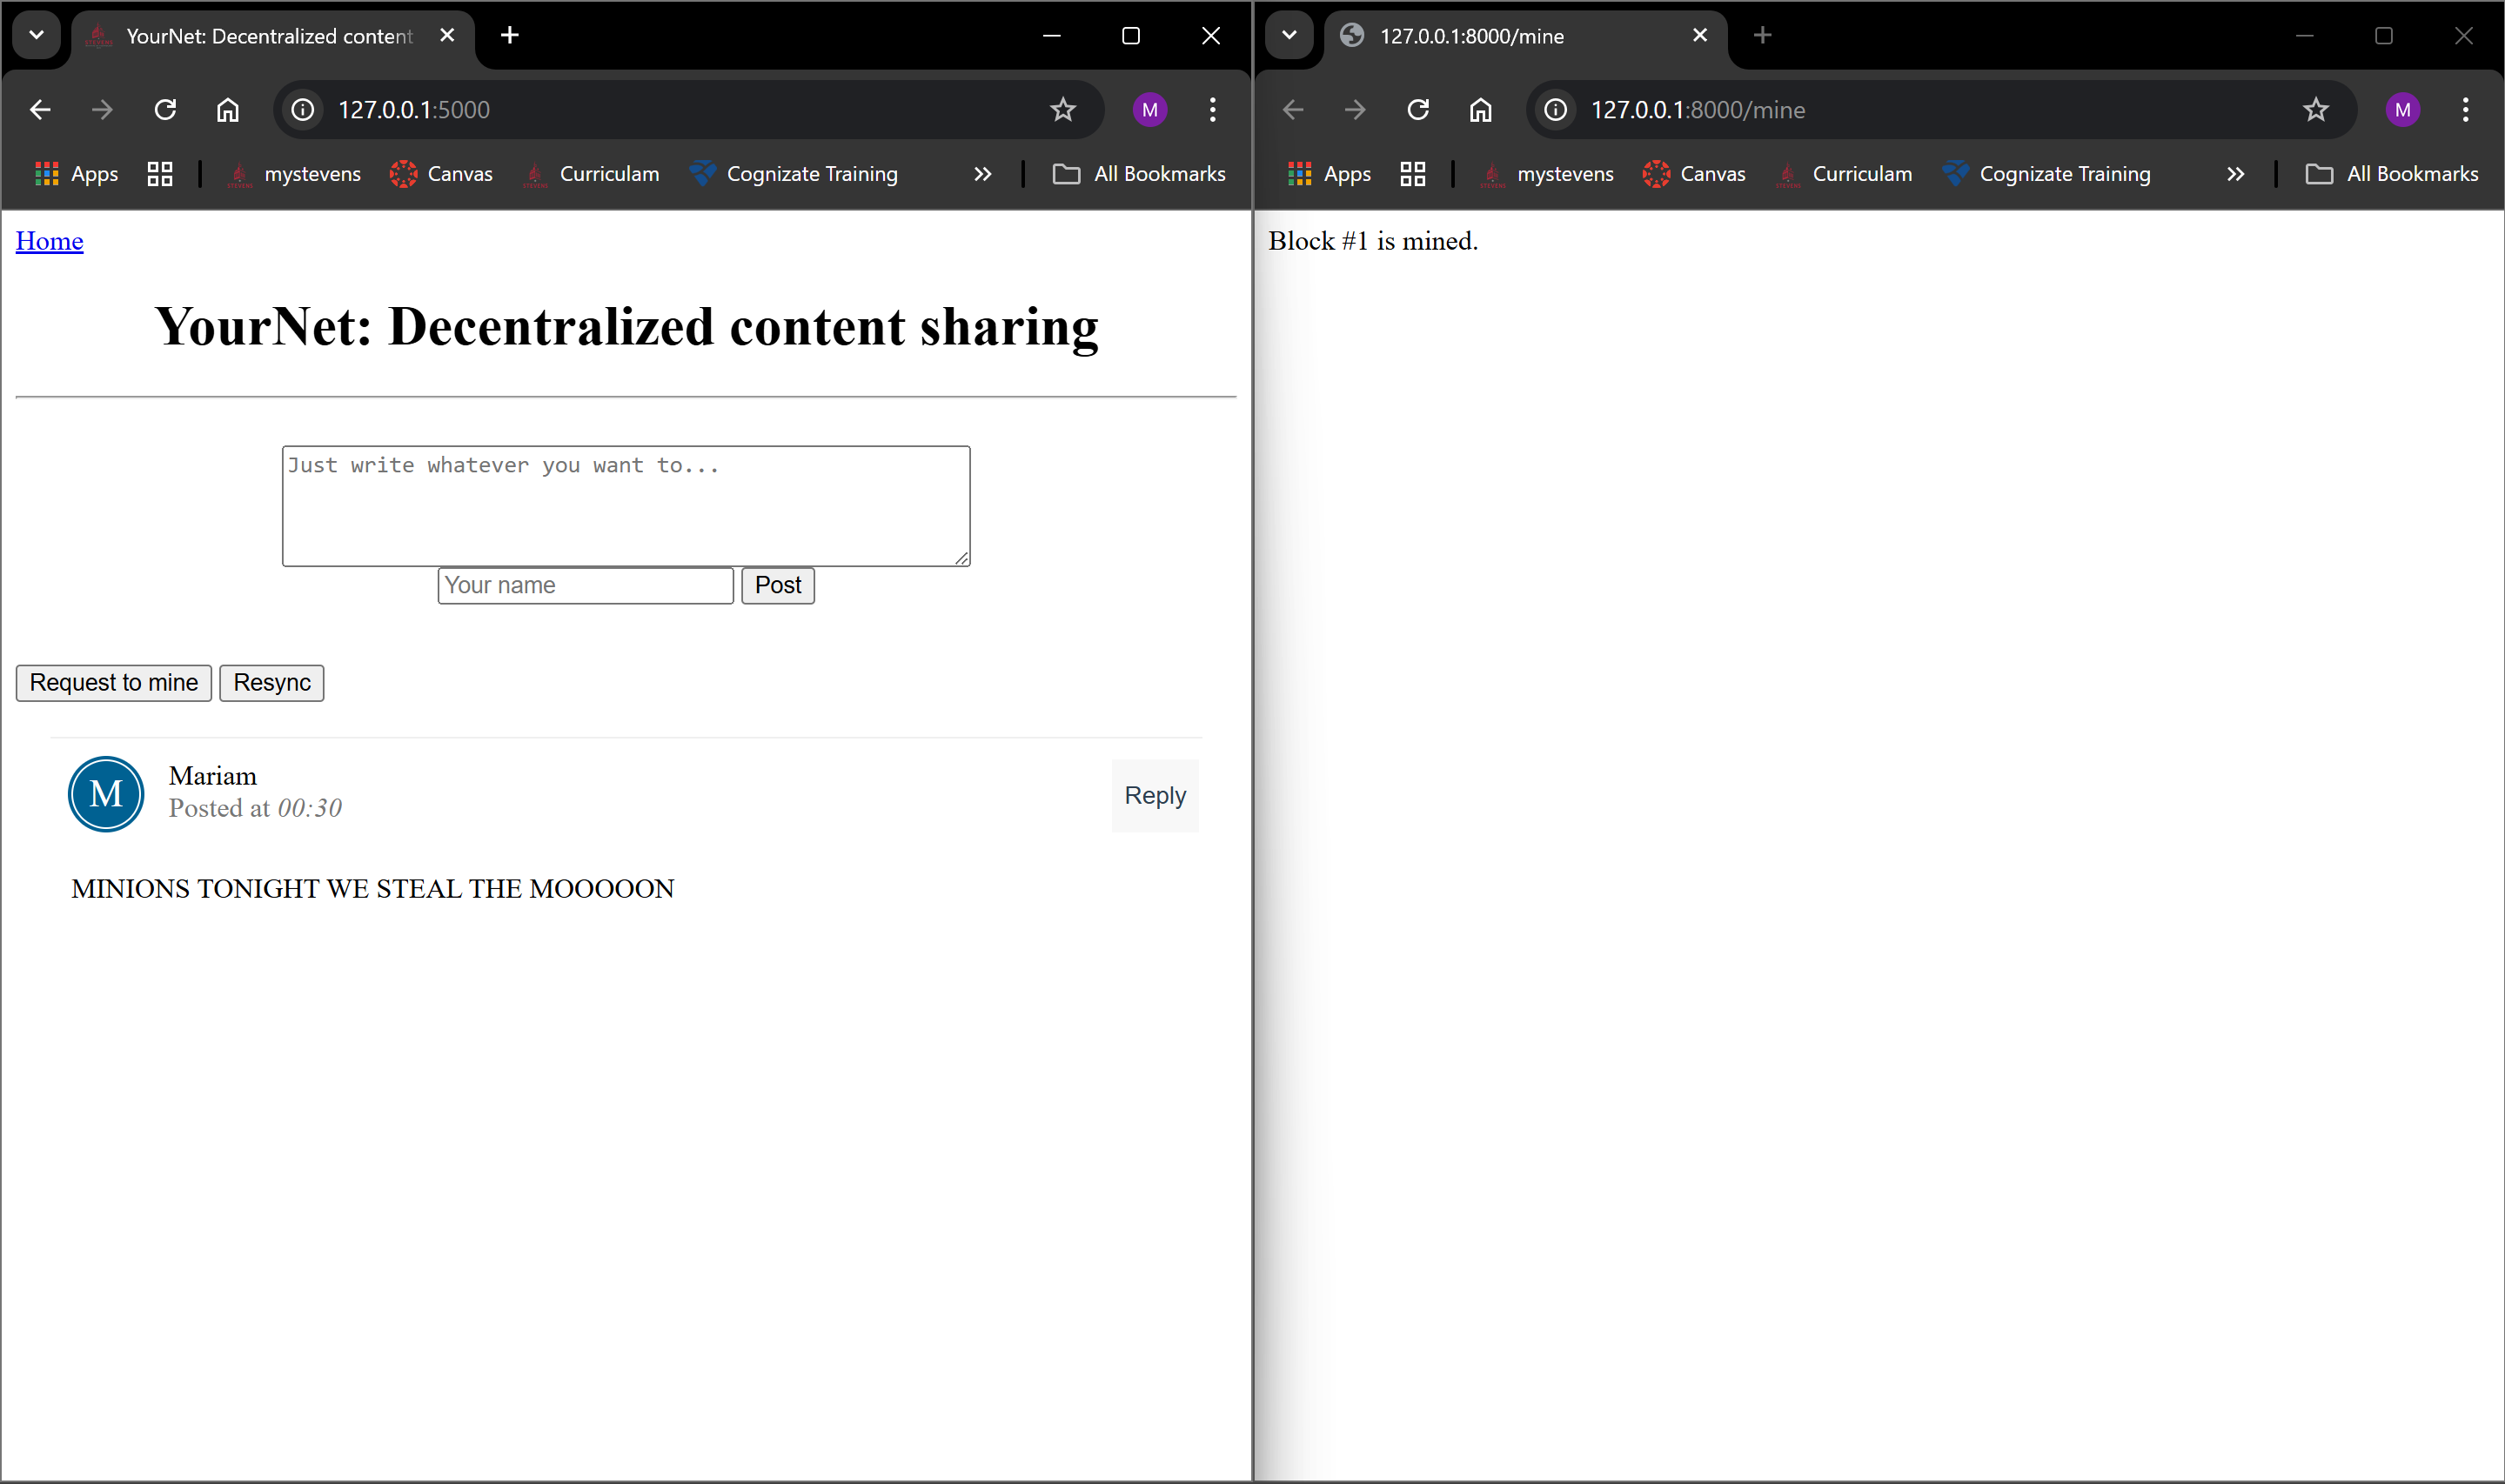 YourNet: Decentralized content
127.0.0.1:5000
M
Apps
mystevens
Canvas
Curriculum
Cognizate Training
All Bookmarks
Home
YourNet: Decentralized content sharing
Just write whatever you want to...
Your name
Post
Request to mine
Resync
M
Mariam
Posted at 00:30
Reply
MINIONS TONIGHT WE STEAL THE MOOOOON
127.0.0.1:8000/mine
127.0.0.1:8000/mine
M
Apps
mystevens
Canvas
Curriculum
Cognizate Training
All Bookmarks
Block #1 is mined.